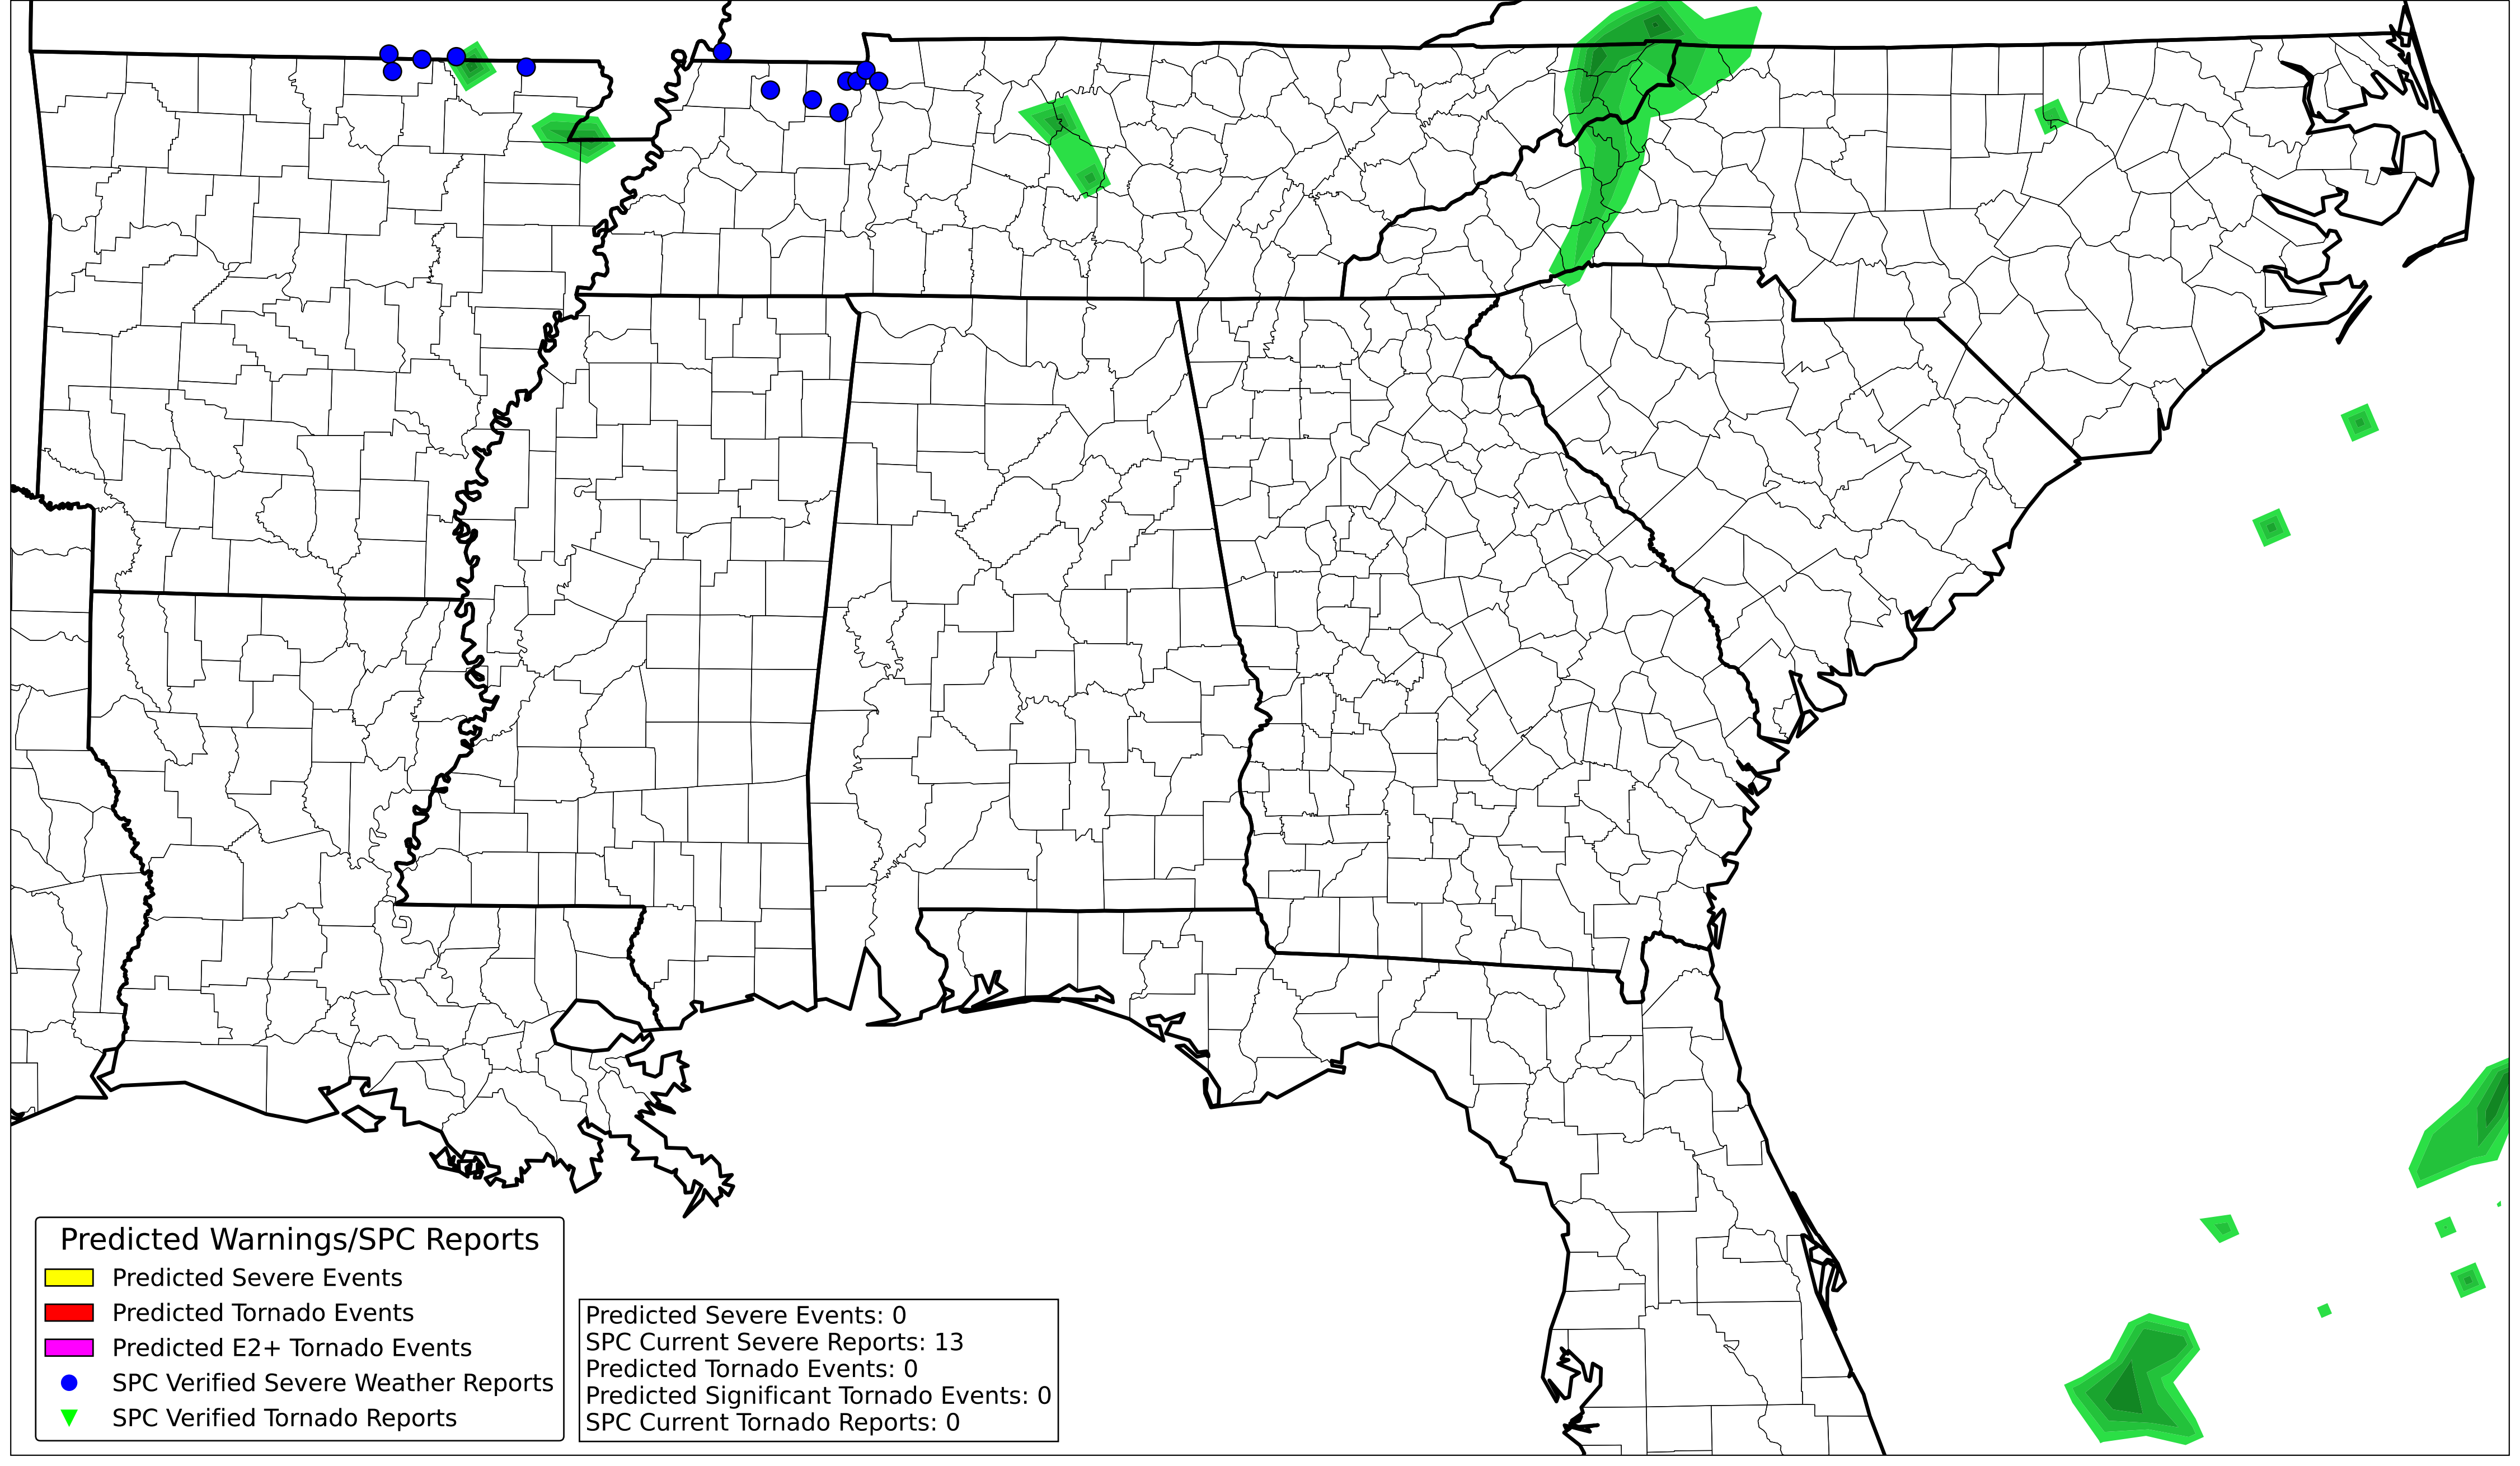 Predicted Warnings/SPC Reports
Predicted Severe Events
Predicted Tornado Events
Predicted E2+ Tornado Events
SPC Verified Severe Weather Reports
SPC Verified Tornado Reports
Predicted Severe Events: 0
SPC Current Severe Reports: 13
Predicted Tornado Events: 0
Predicted Significant Tornado Events: 0
SPC Current Tornado Reports: 0